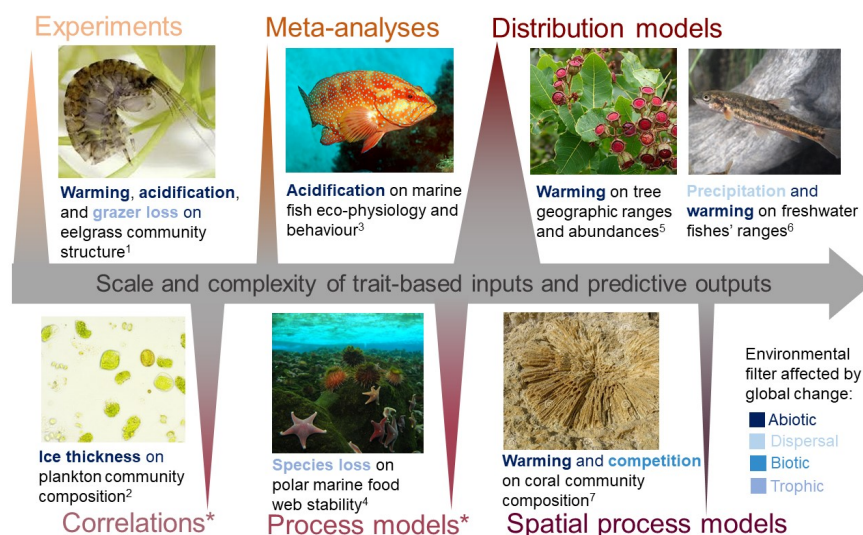 Experiments
Meta-analyses
Distribution models
Warming, acidification,
and grazer loss on
eelgrass community
structure1
Acidification on marine
fish eco-physiology and
behaviour3
Warming on tree
geographic ranges
and abundances5
Precipitation and
warming on freshwater
fishes' ranges6
Scale and complexity of trait-based inputs and predictive outputs
Ice thickness on
plankton community
composition2
Species loss on
polar marine food
web stability4
Warming and competition
on coral community
composition7
Environmental
filter affected by
global change:
Abiotic
Dispersal
Biotic
Trophic
Correlations*
Process models*
Spatial process models